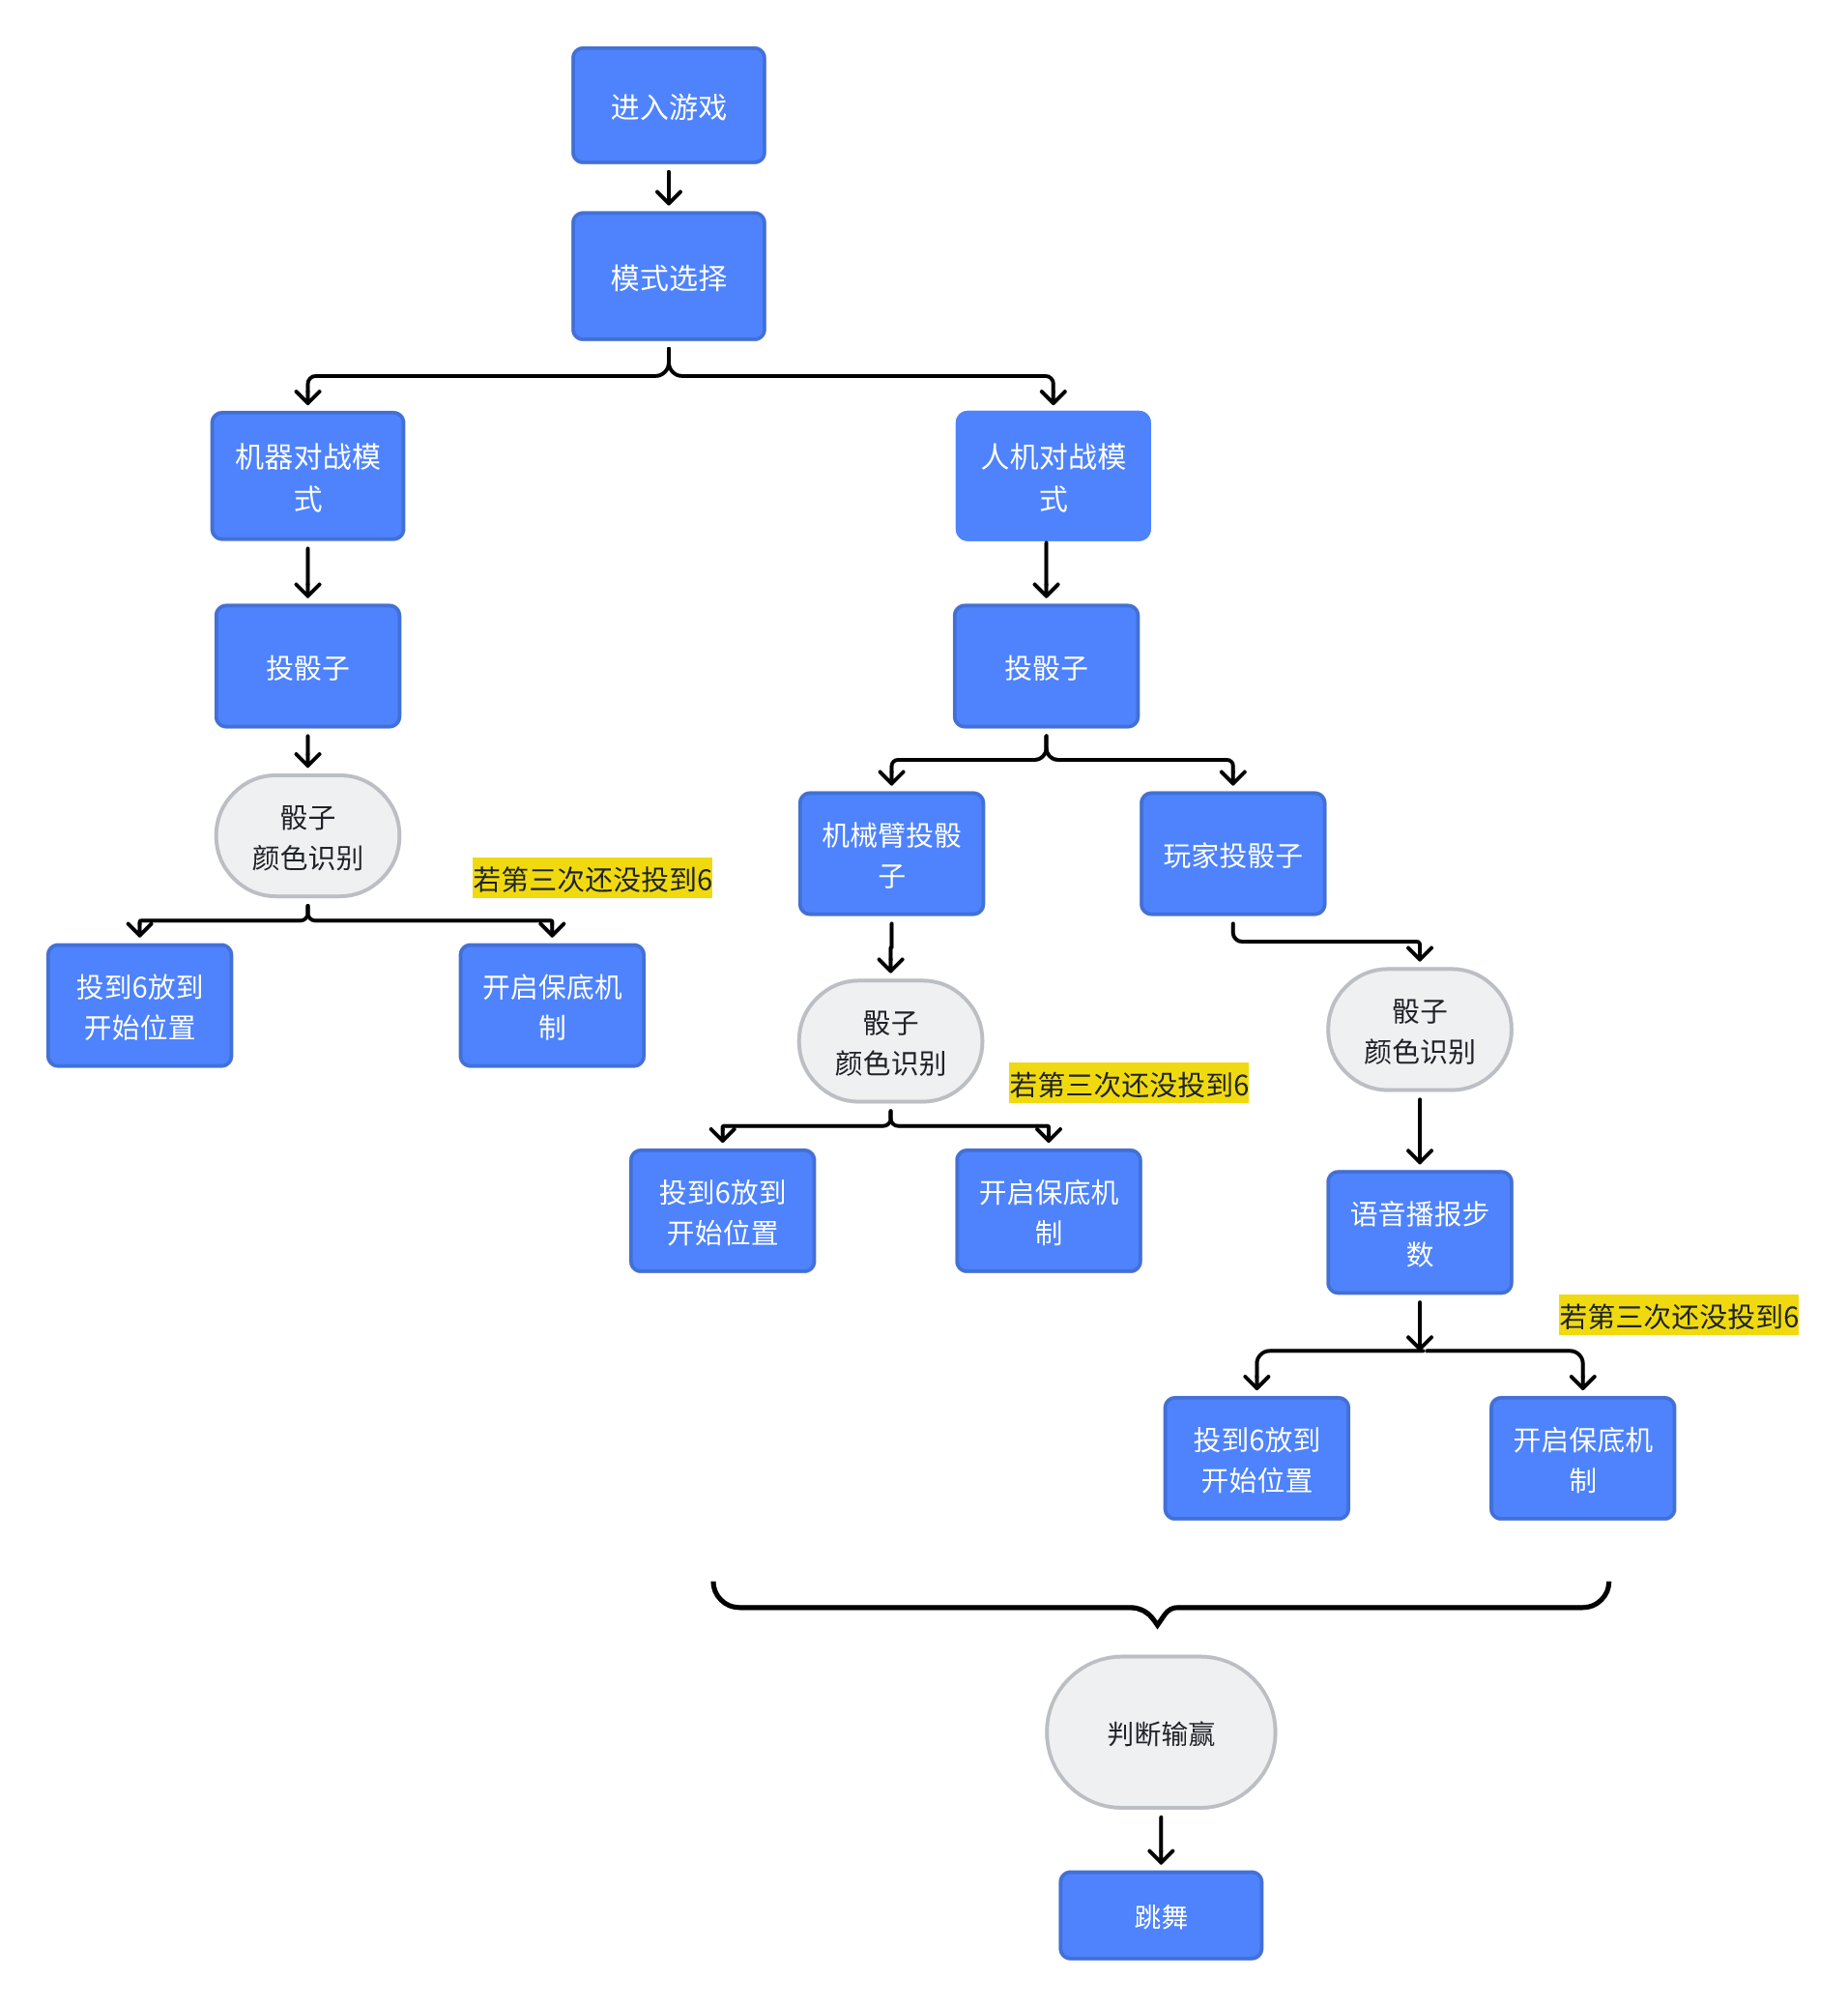 进入游戏
模式选择
机器对战模
式
人机对战模
式
投骰子
投骰子
骰子
颜色识别
若第三次还没投到6
机械臂投骰
子
玩家投骰子
投到6放到
开始位置
开启保底机
制
骰子
颜色识别
骰子
颜色识别
若第三次还没投到6
投到6放到
开始位置
开启保底机
制
语音播报步
数
若第三次还没投到6
投到6放到
开始位置
开启保底机
制
判断输赢
跳舞